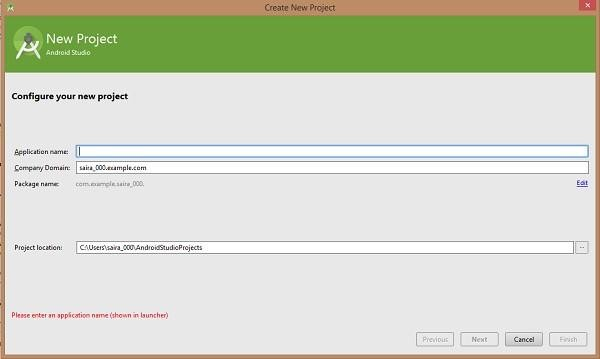 Create New Project
New Project
Android Studio
Configure your new project
Application name:
Company Domain: saira_000.example.com
Package name: com.example.saira_000. Edit
Project location: C:\Users\saira_000\AndroidStudioProjects ...
Please enter an application name (shown in launcher)
Previous Next Cancel Finish